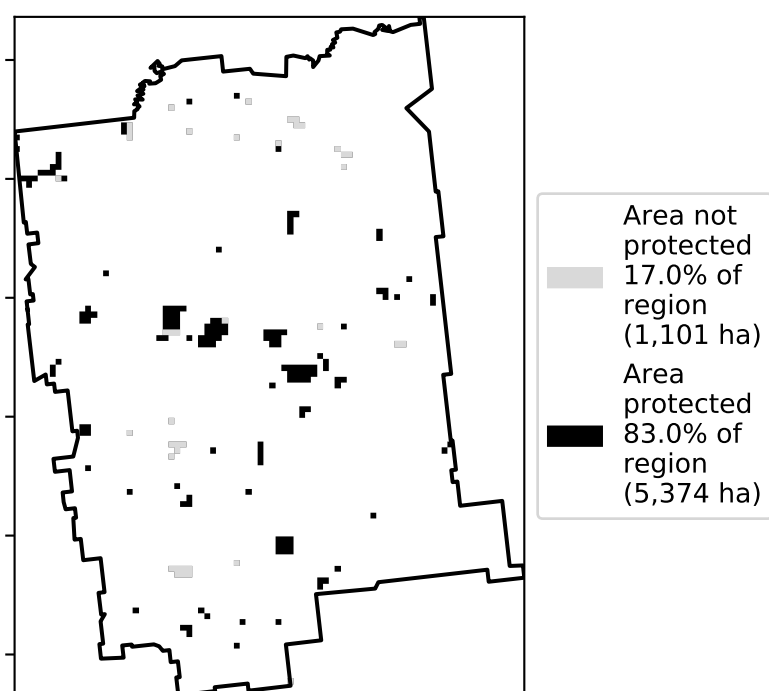 Area not
protected
17.0% of
region
(1,101 ha)
Area
protected
83.0% of
region
(5,374 ha)